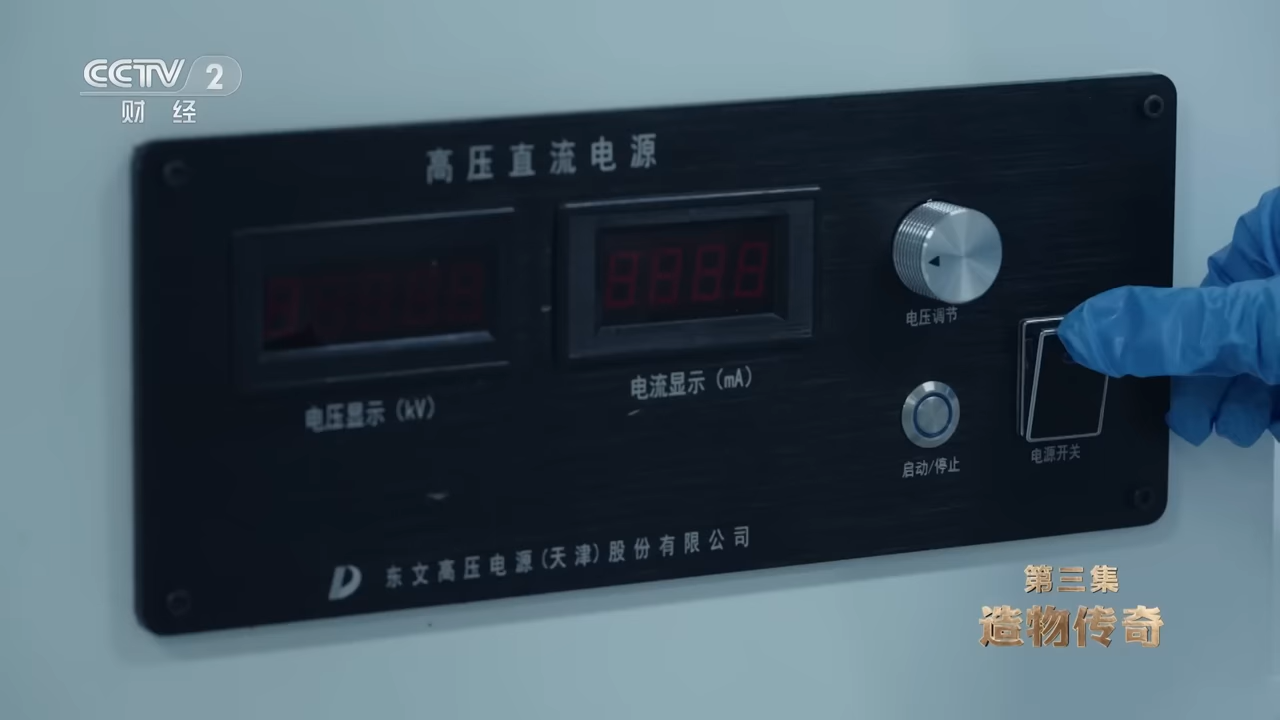 CCTV 2
财经
高压直流电源
8888
电压显示（kV）
电流显示（mA）
电压调节
启动/停止
电源开关
东文高压电源(天津)股份有限公司
第三集
造物传奇